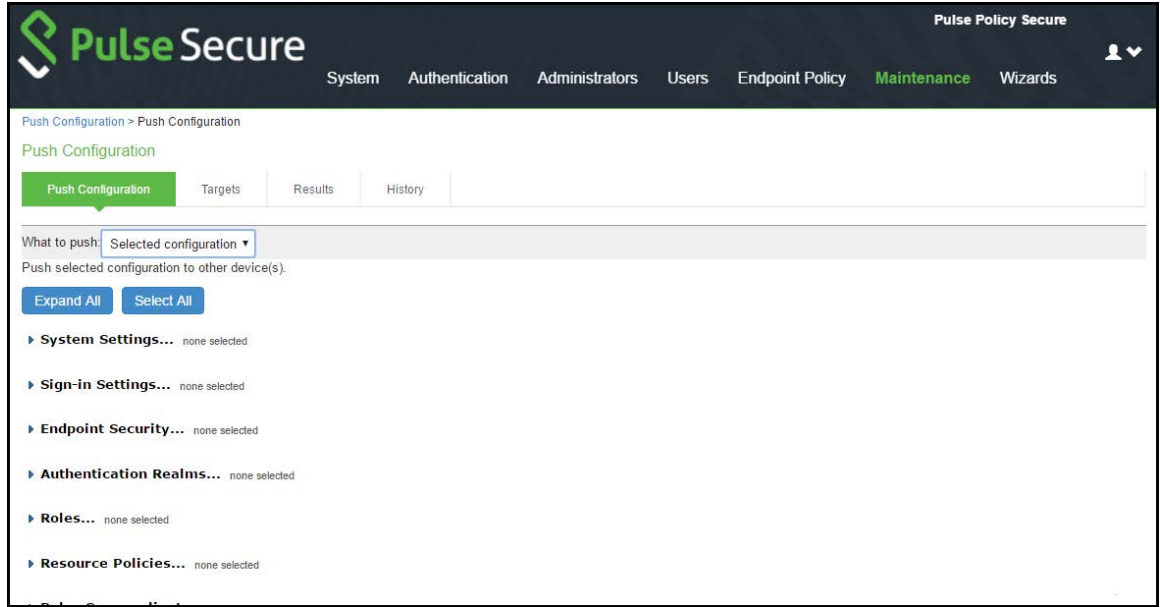 Pulse Secure
Pulse Policy Secure
System Authentication Administrators Users Endpoint Policy Maintenance Wizards
Push Configuration > Push Configuration
Push Configuration
Push Configuration Targets Results History
What to push: Selected configuration
Push selected configuration to other device(s).
Expand All Select All
System Settings... none selected
Sign-in Settings... none selected
Endpoint Security... none selected
Authentication Realms... none selected
Roles... none selected
Resource Policies... none selected